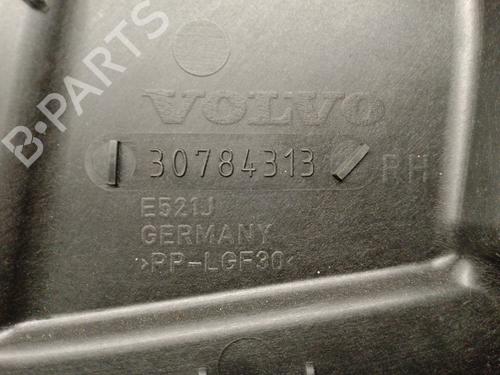 B-PARTS
VOLVO
30784313 RH
E521J
GERMANY
>PP-LGF30<